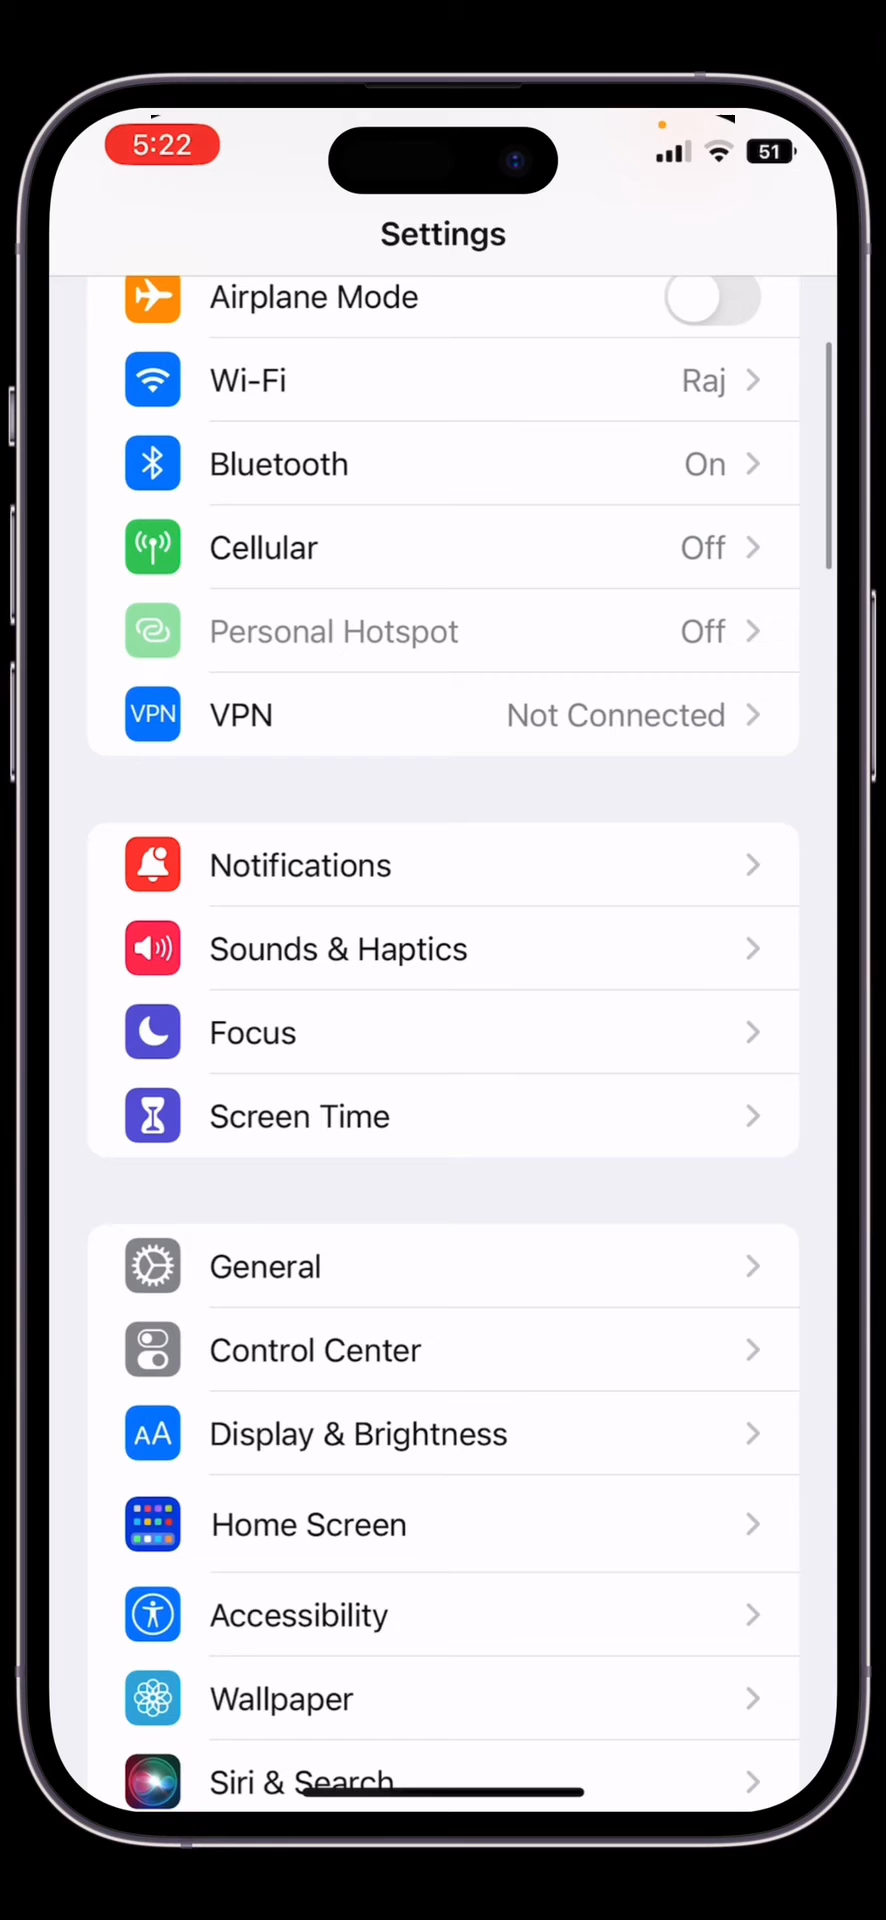 5:22
51
Settings
Airplane Mode
Wi-Fi Raj
Bluetooth On
Cellular Off
Personal Hotspot Off
VPN VPN Not Connected
Notifications
Sounds & Haptics
Focus
Screen Time
General
Control Center
AA Display & Brightness
Home Screen
Accessibility
Wallpaper
Siri & Search